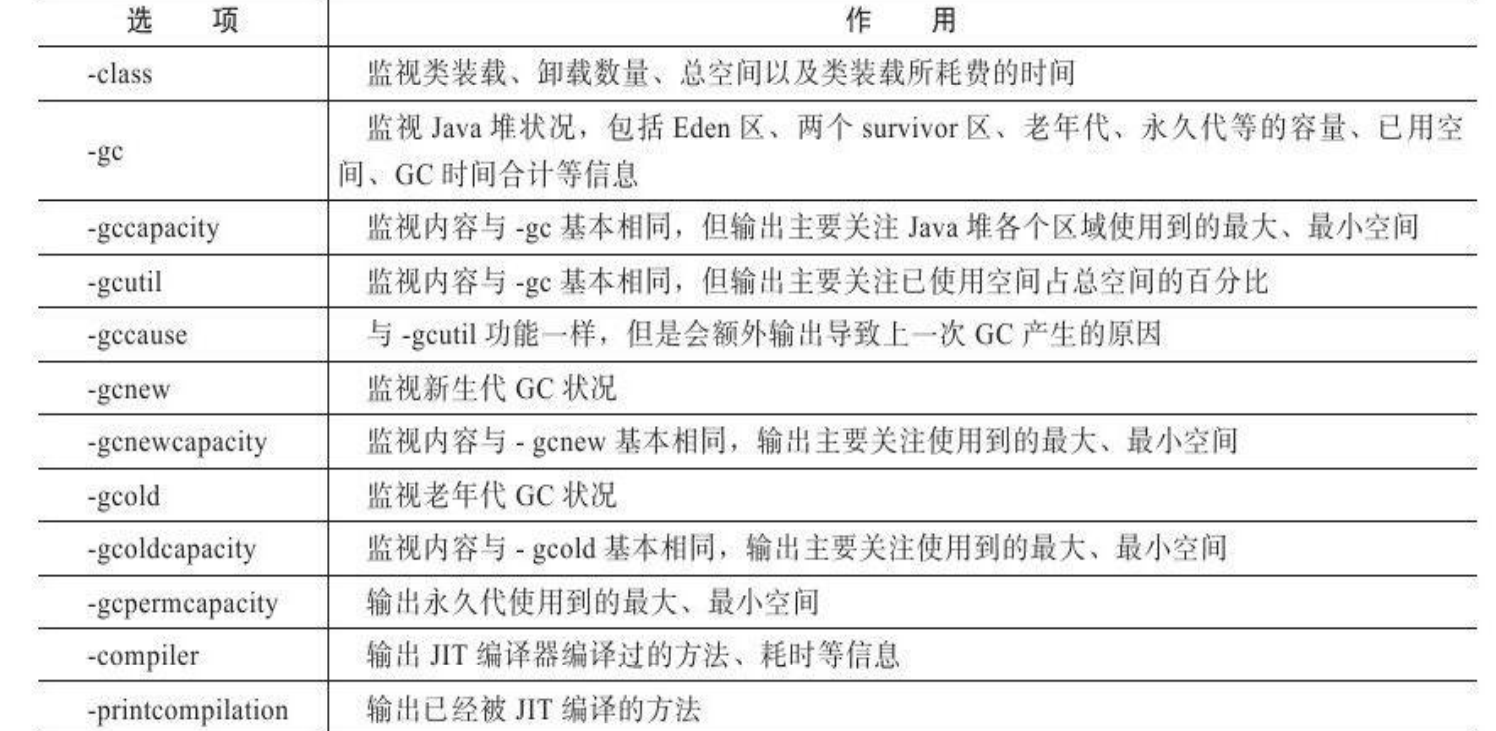 选 项 作 用
-class 监视类装载、卸载数量、总空间以及类装载所耗费的时间
-gc 监视 Java 堆状况，包括 Eden 区、两个 survivor 区、老年代、永久代等的容量、已用空
间、GC 时间合计等信息
-gccapacity 监视内容与 -gc 基本相同，但输出主要关注 Java 堆各个区域使用到的最大、最小空间
-gcutil 监视内容与 -gc 基本相同，但输出主要关注已使用空间占总空间的百分比
-gccause 与 -gcutil 功能一样，但是会额外输出导致上一次 GC 产生的原因
-gcnew 监视新生代 GC 状况
-gcnewcapacity 监视内容与 - gcnew 基本相同，输出主要关注使用到的最大、最小空间
-gcold 监视老年代 GC 状况
-gcoldcapacity 监视内容与 - gcold 基本相同，输出主要关注使用到的最大、最小空间
-gcpermcapacity 输出永久代使用到的最大、最小空间
-compiler 输出 JIT 编译器编译过的方法、耗时等信息
-printcompilation 输出已经被 JIT 编译的方法